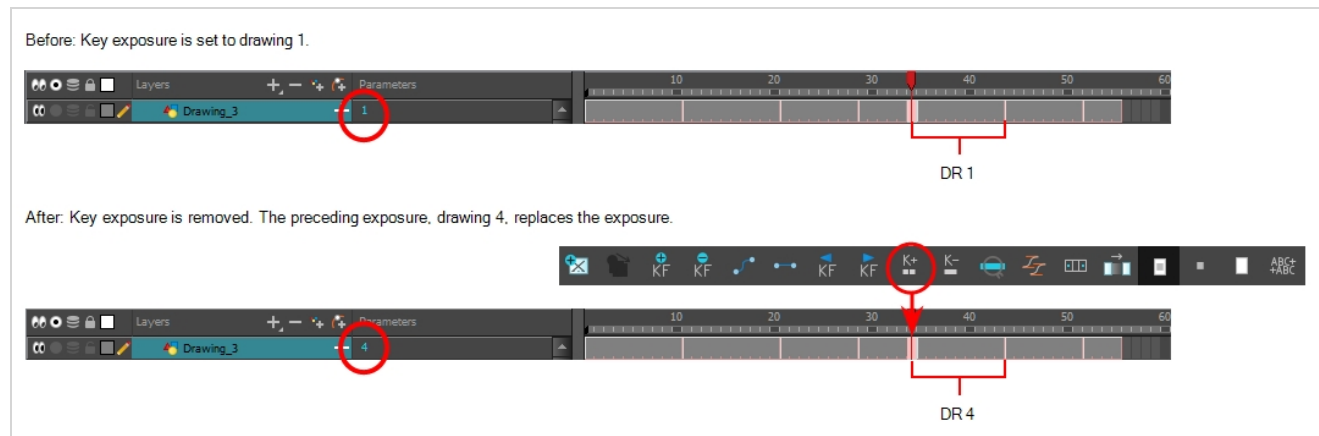 Before: Key exposure is set to drawing 1.
Layers Parameters 10 20 30 40 50 60
Drawing_3 1
DR 1
After: Key exposure is removed. The preceding exposure, drawing 4, replaces the exposure.
KF KF KF KF K+ K- ABC+
+ABC
Layers Parameters 10 20 30 40 50 60
Drawing_3 4
DR 4